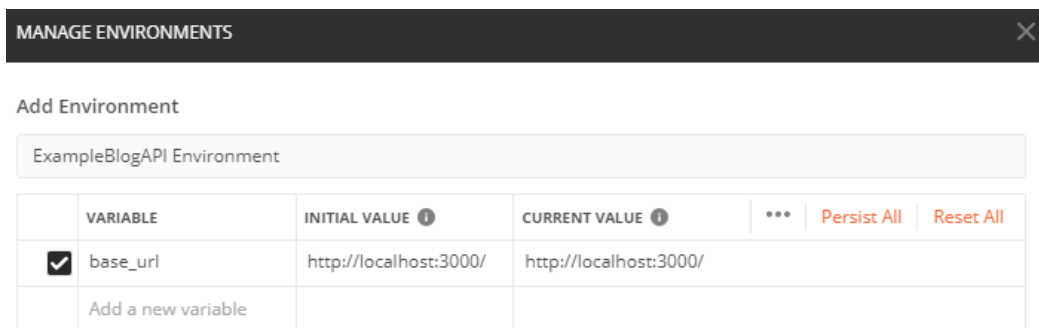 MANAGE ENVIRONMENTS
Add Environment
ExampleBlogAPI Environment
VARIABLE INITIAL VALUE CURRENT VALUE ••• Persist All Reset All
base_url http://localhost:3000/ http://localhost:3000/
Add a new variable